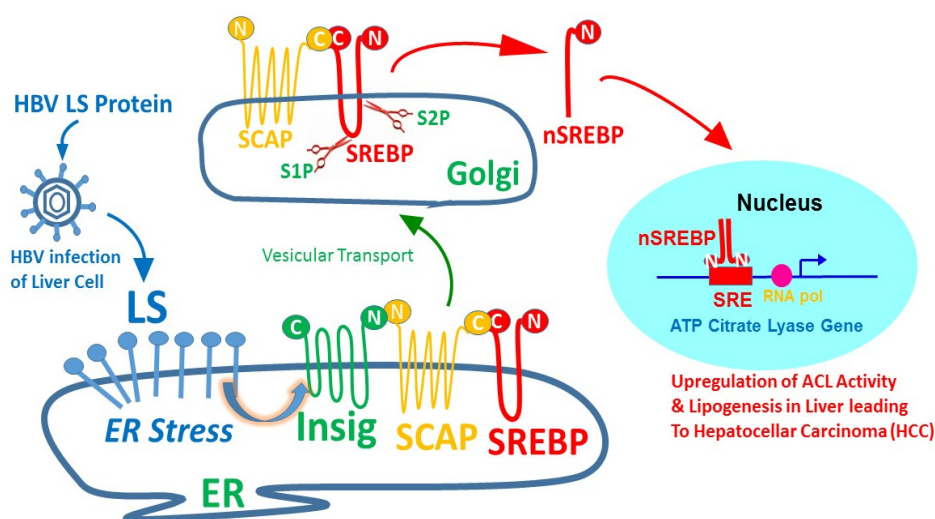 N
C
C
N
HBV LS Protein
SCAP
S1P
SREBP
S2P
Golgi
N
nSREBP
HBV infection
of Liver Cell
Vesicular Transport
Nucleus
nSREBP
N N
SRE
RNA pol
ATP Citrate Lyase Gene
LS
C
N
N
C
C
N
ER Stress
Insig
SCAP
SREBP
ER
Upregulation of ACL Activity
& Lipogenesis in Liver leading
To Hepatocellar Carcinoma (HCC)